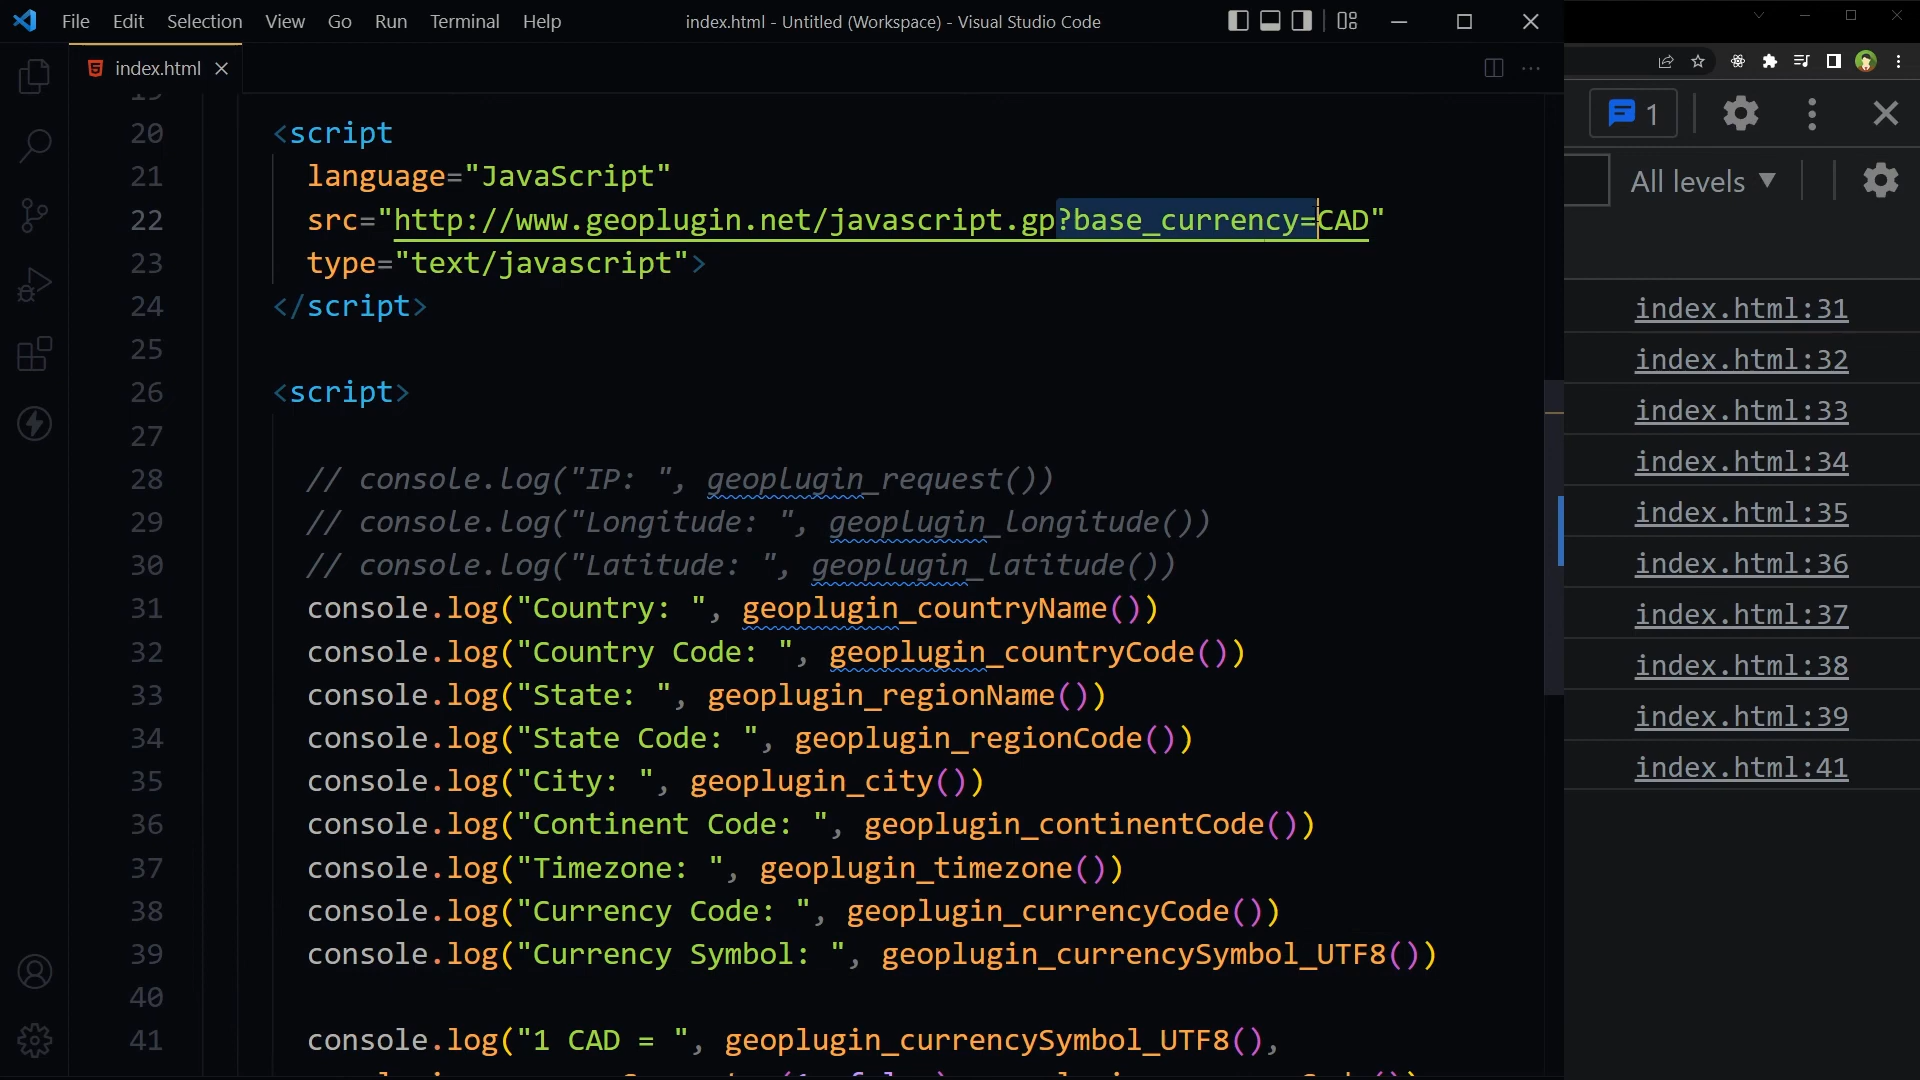 File Edit Selection View Go Run Terminal Help
index.html - Untitled (Workspace) - Visual Studio Code
index.html
20 <script
21 language="JavaScript"
22 src="http://www.geoplugin.net/javascript.gp?base_currency=CAD"
23 type="text/javascript">
24 </script>
25
26 <script>
27
28 // console.log("IP: ", geoplugin_request())
29 // console.log("Longitude: ", geoplugin_longitude())
30 // console.log("Latitude: ", geoplugin_latitude())
31 console.log("Country: ", geoplugin_countryName())
32 console.log("Country Code: ", geoplugin_countryCode())
33 console.log("State: ", geoplugin_regionName())
34 console.log("State Code: ", geoplugin_regionCode())
35 console.log("City: ", geoplugin_city())
36 console.log("Continent Code: ", geoplugin_continentCode())
37 console.log("Timezone: ", geoplugin_timezone())
38 console.log("Currency Code: ", geoplugin_currencyCode())
39 console.log("Currency Symbol: ", geoplugin_currencySymbol_UTF8())
40
41 console.log("1 CAD = ", geoplugin_currencySymbol_UTF8(),
1
All levels
index.html:31
index.html:32
index.html:33
index.html:34
index.html:35
index.html:36
index.html:37
index.html:38
index.html:39
index.html:41